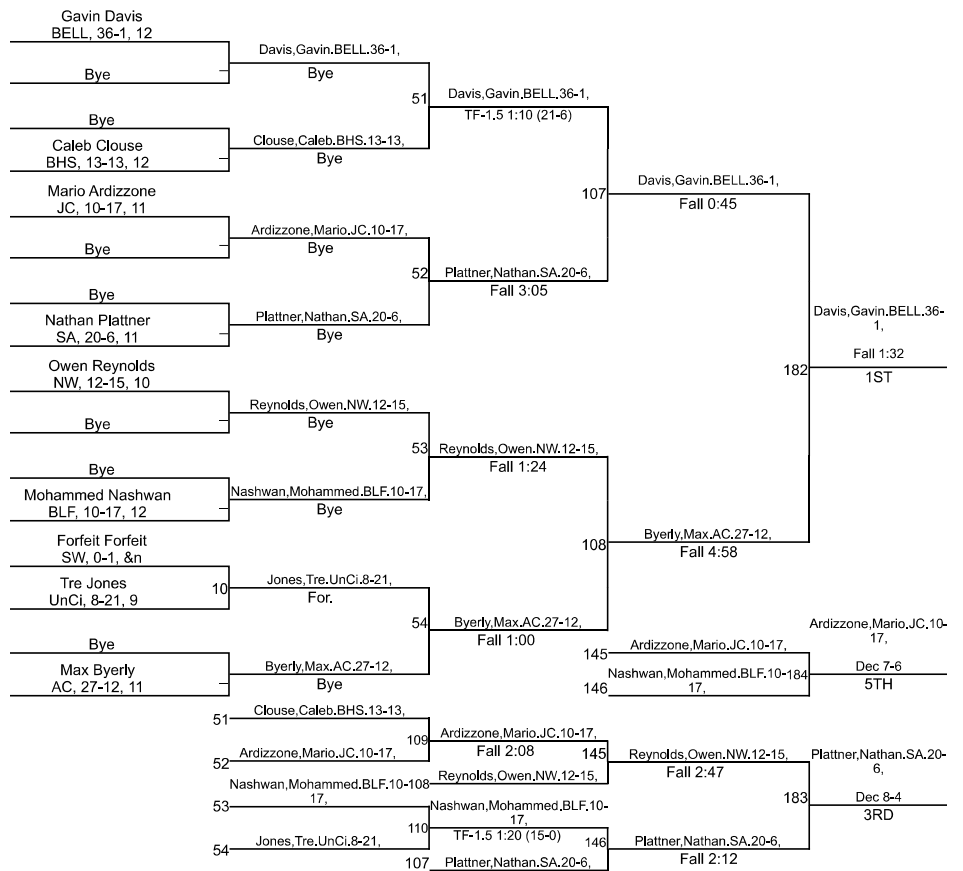 Gavin Davis
BELL, 36-1, 12
Bye
Bye
Caleb Clouse
BHS, 13-13, 12
Mario Ardizzone
JC, 10-17, 11
Bye
Bye
Nathan Plattner
SA, 20-6, 11
Owen Reynolds
NW, 12-15, 10
Bye
Bye
Mohammed Nashwan
BLF, 10-17, 12
Forfeit Forfeit
SW, 0-1, &n
Tre Jones
UnCi, 8-21, 9
Bye
Max Byerly
AC, 27-12, 11
Davis,Gavin.BELL.36-1,
Bye
Clouse,Caleb.BHS.13-13,
Bye
Ardizzone,Mario.JC.10-17,
Bye
Plattner,Nathan.SA.20-6,
Bye
Reynolds,Owen.NW.12-15,
Bye
Nashwan,Mohammed.BLF.10-17,
Bye
10
Jones,Tre.UnCi.8-21,
For.
Byerly,Max.AC.27-12,
Bye
51
Davis,Gavin.BELL.36-1,
TF-1.5 1:10 (21-6)
52
Plattner,Nathan.SA.20-6,
Fall 3:05
53
Reynolds,Owen.NW.12-15,
Fall 1:24
54
Byerly,Max.AC.27-12,
Fall 1:00
107
Davis,Gavin.BELL.36-1,
Fall 0:45
108
Byerly,Max.AC.27-12,
Fall 4:58
182
Davis,Gavin.BELL.36-
1,
Fall 1:32
1ST
145
Ardizzone,Mario.JC.10-17,
146
Nashwan,Mohammed.BLF.10-
17,
184
Ardizzone,Mario.JC.10-
17,
Dec 7-6
5TH
51
Clouse,Caleb.BHS.13-13,
52
Ardizzone,Mario.JC.10-17,
109
Ardizzone,Mario.JC.10-17,
Fall 2:08
108
Reynolds,Owen.NW.12-15,
53
Nashwan,Mohammed.BLF.10-
17,
54
Jones,Tre.UnCi.8-21,
110
Nashwan,Mohammed.BLF.10-
17,
TF-1.5 1:20 (15-0)
107
Plattner,Nathan.SA.20-6,
145
Reynolds,Owen.NW.12-15,
Fall 2:47
146
Plattner,Nathan.SA.20-6,
Fall 2:12
183
Plattner,Nathan.SA.20-
6,
Dec 8-4
3RD